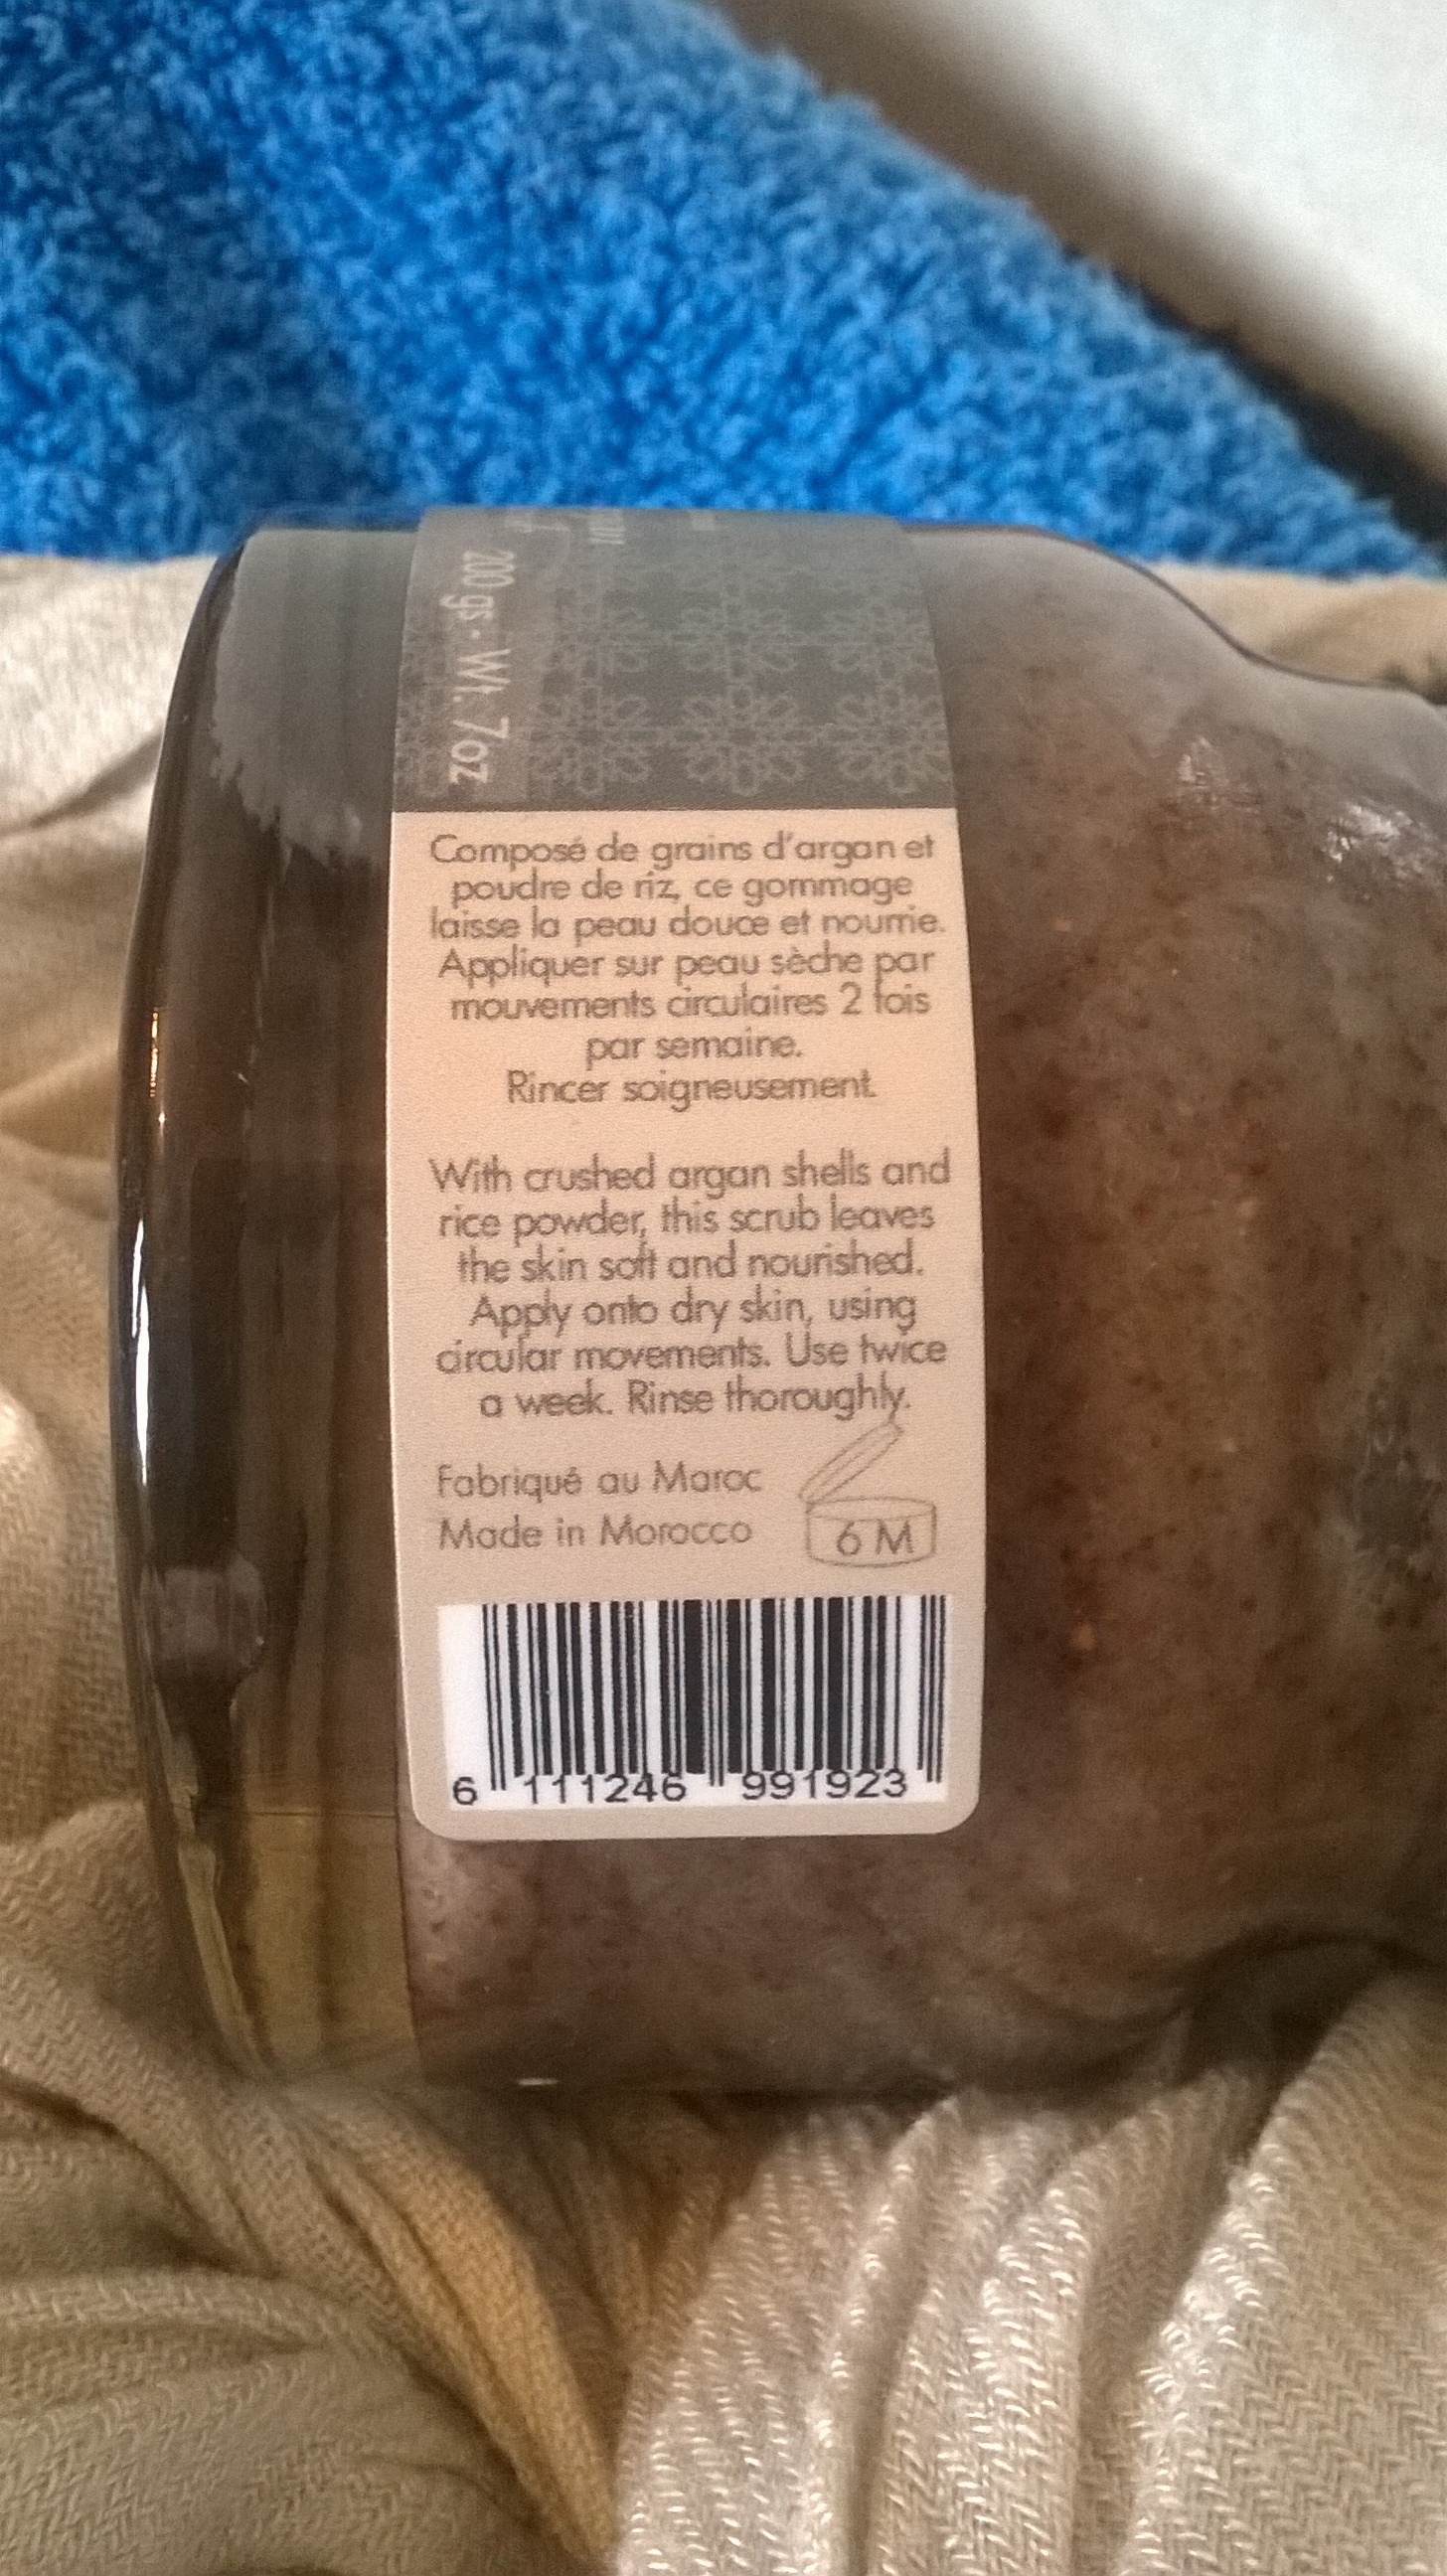 200 gs - Wt. 7oz
Composé de grains d'argan et
poudre de riz, ce gommage
laisse la peau douce et nourrie.
Appliquer sur peau sèche par
mouvements circulaires 2 fois
par semaine.
Rincer soigneusement.
With crushed argan shells and
rice powder, this scrub leaves
the skin soft and nourished.
Apply onto dry skin, using
circular movements. Use twice
a week. Rinse thoroughly.
Fabriqué au Maroc
Made in Morocco
6 M
6 111246 991923